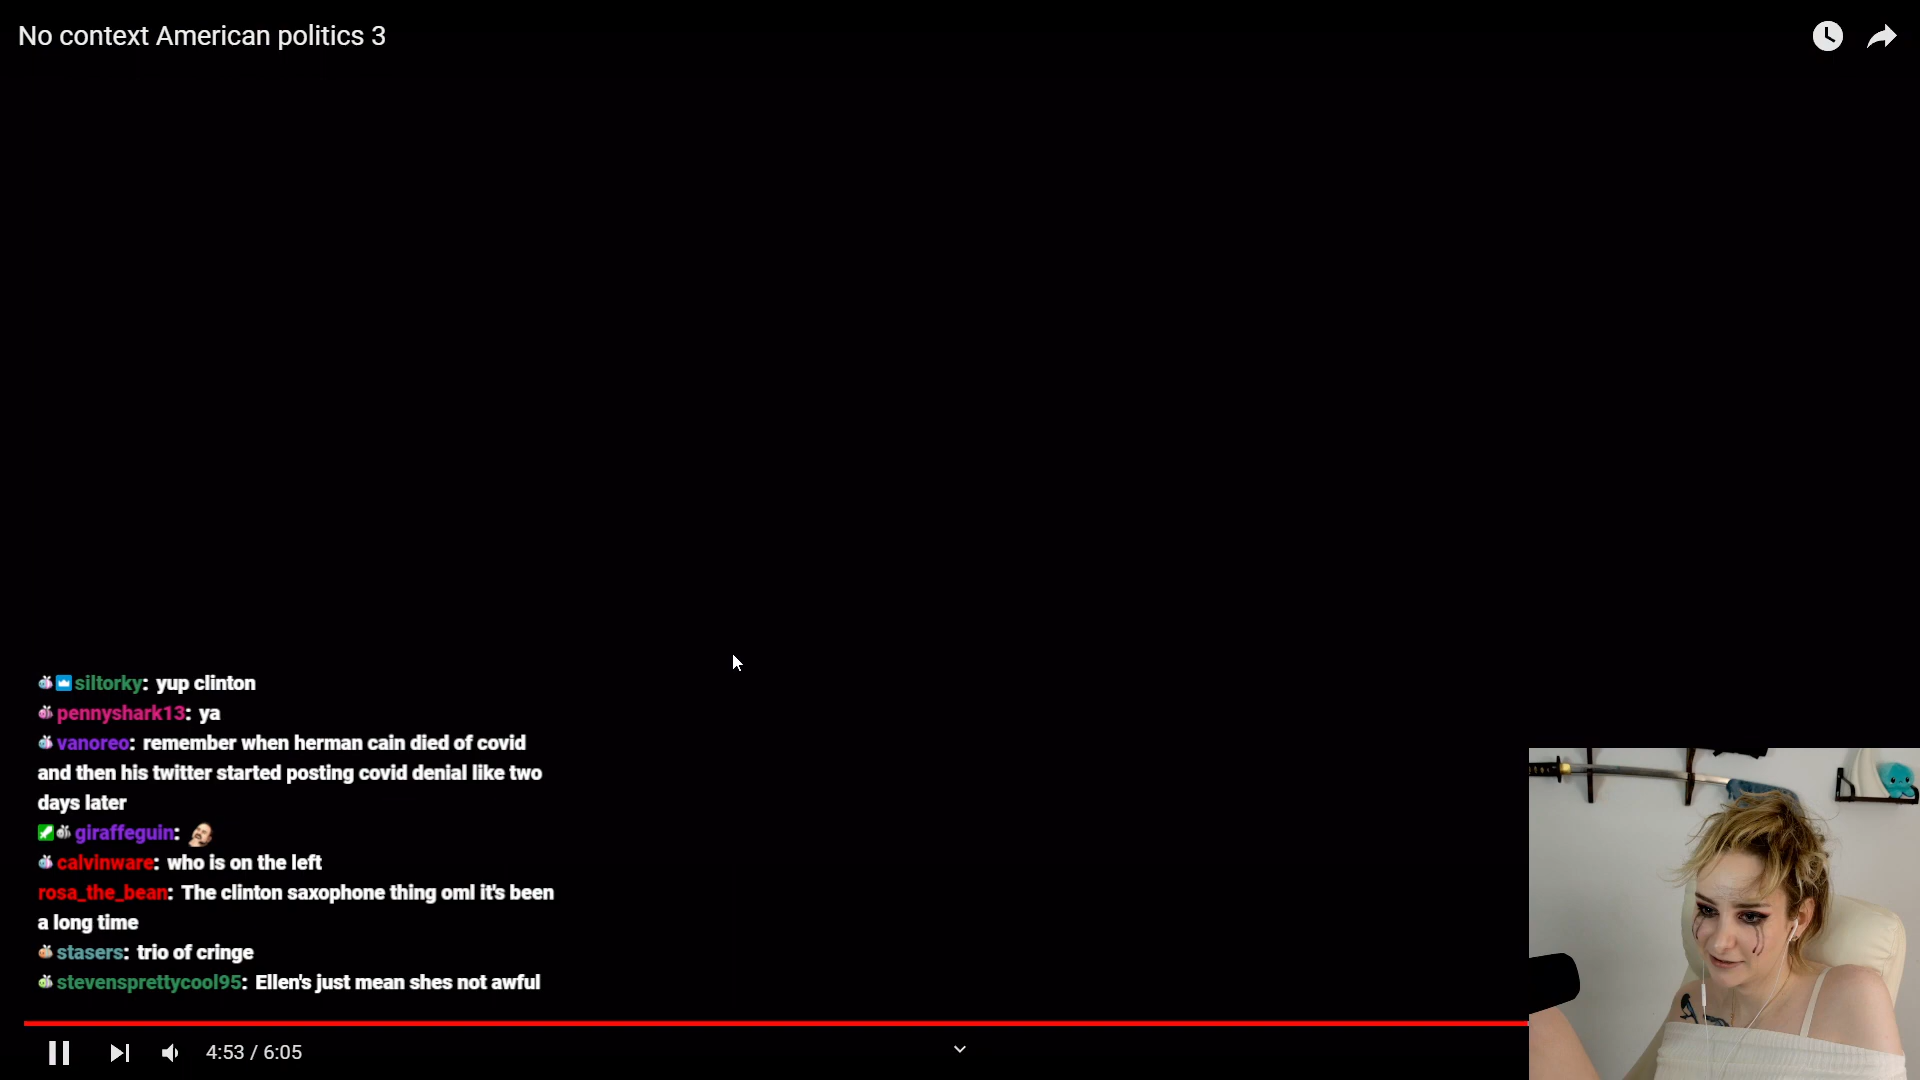 No context American politics 3
siltorky: yup clinton
pennyshark13: ya
vanoreo: remember when herman cain died of covid
and then his twitter started posting covid denial like two
days later
giraffeguin:
calvinware: who is on the left
rosa_the_bean: The clinton saxophone thing oml it's been
a long time
stasers: trio of cringe
stevensprettycool95: Ellen's just mean shes not awful
4:53 / 6:05